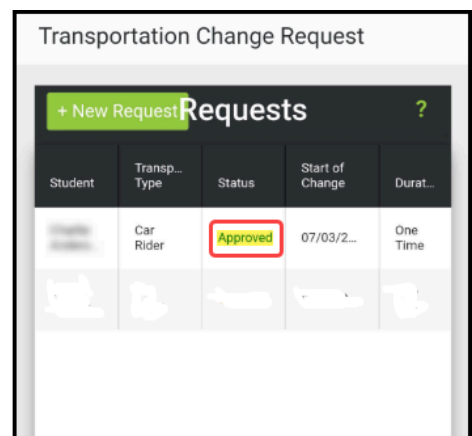 Transportation Change Request
+ New Request
Requests
?
Student
Transp...
Type
Status
Start of
Change
Durat...
Car
Rider
Approved
07/03/2...
One
Time